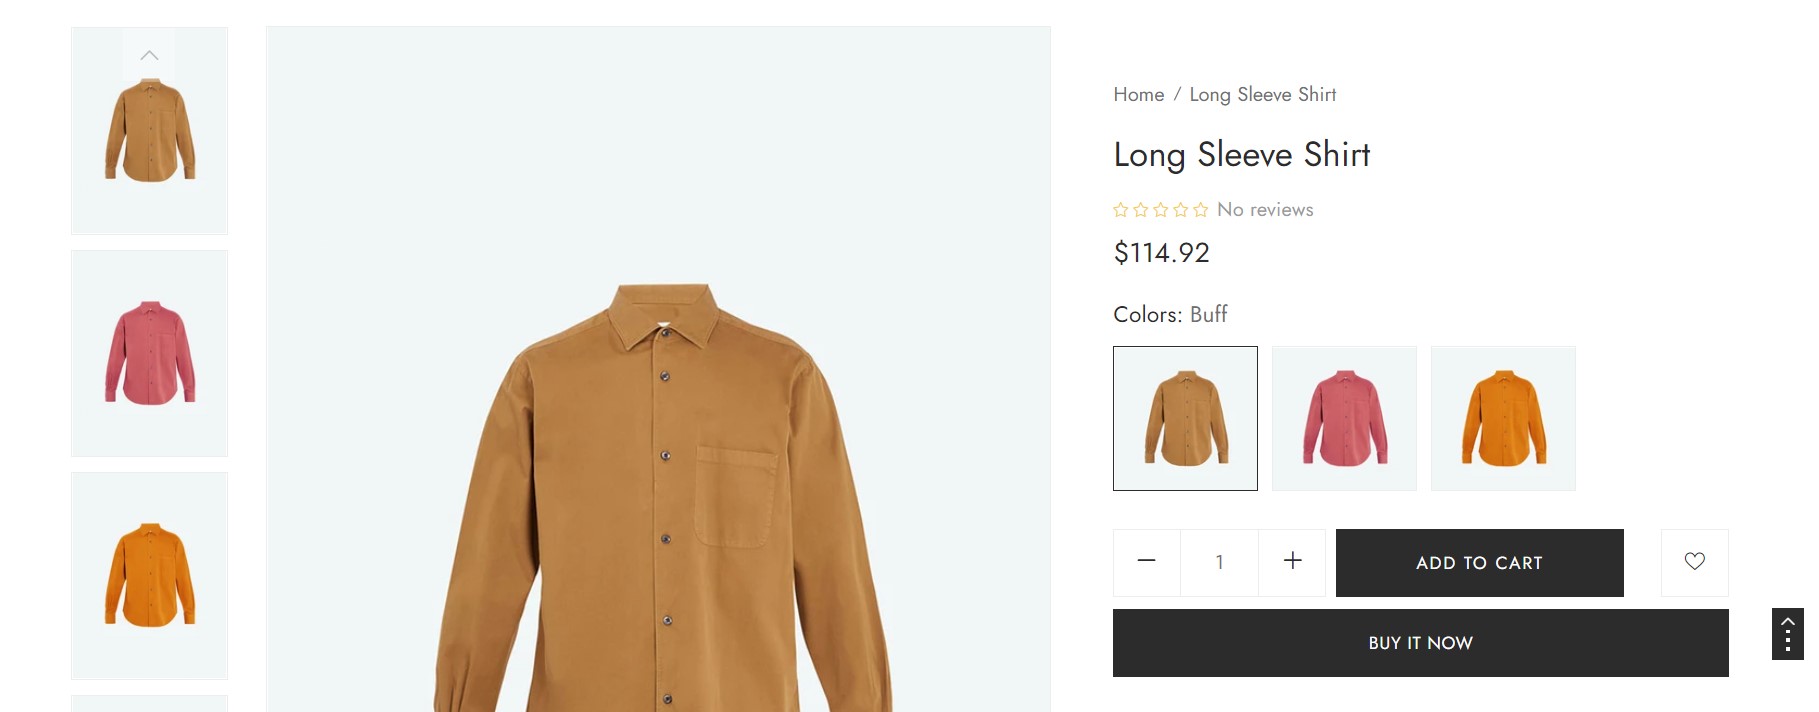 Home / Long Sleeve Shirt
Long Sleeve Shirt
No reviews
$114.92
Colors: Buff
1
ADD TO CART
BUY IT NOW